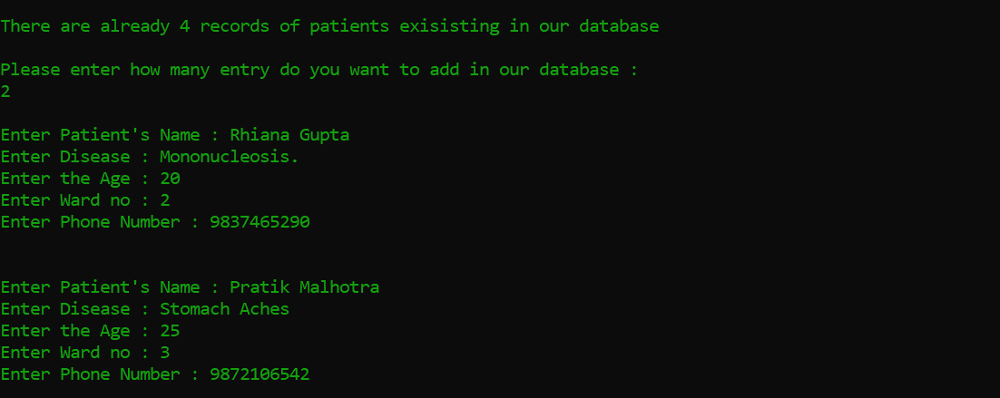 There are already 4 records of patients exisisting in our database
Please enter how many entry do you want to add in our database :
2
Enter Patient's Name : Rhiana Gupta
Enter Disease : Mononucleosis.
Enter the Age : 20
Enter Ward no : 2
Enter Phone Number : 9837465290
Enter Patient's Name : Pratik Malhotra
Enter Disease : Stomach Aches
Enter the Age : 25
Enter Ward no : 3
Enter Phone Number : 9872106542